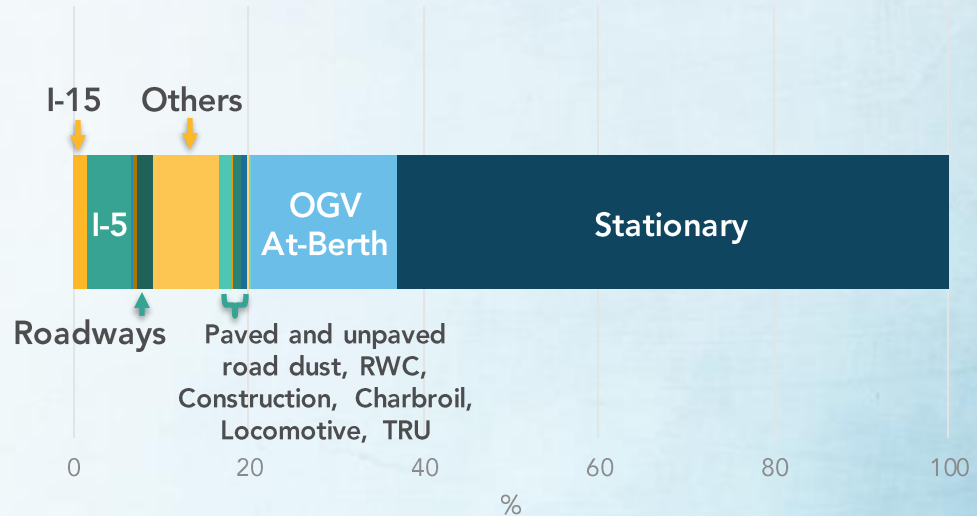 I-15
Others
I-5
OGV
At-Berth
Stationary
Roadways
Paved and unpaved
road dust, RWC,
Construction, Charbroil,
Locomotive, TRU
0
20
40
60
80
100
%